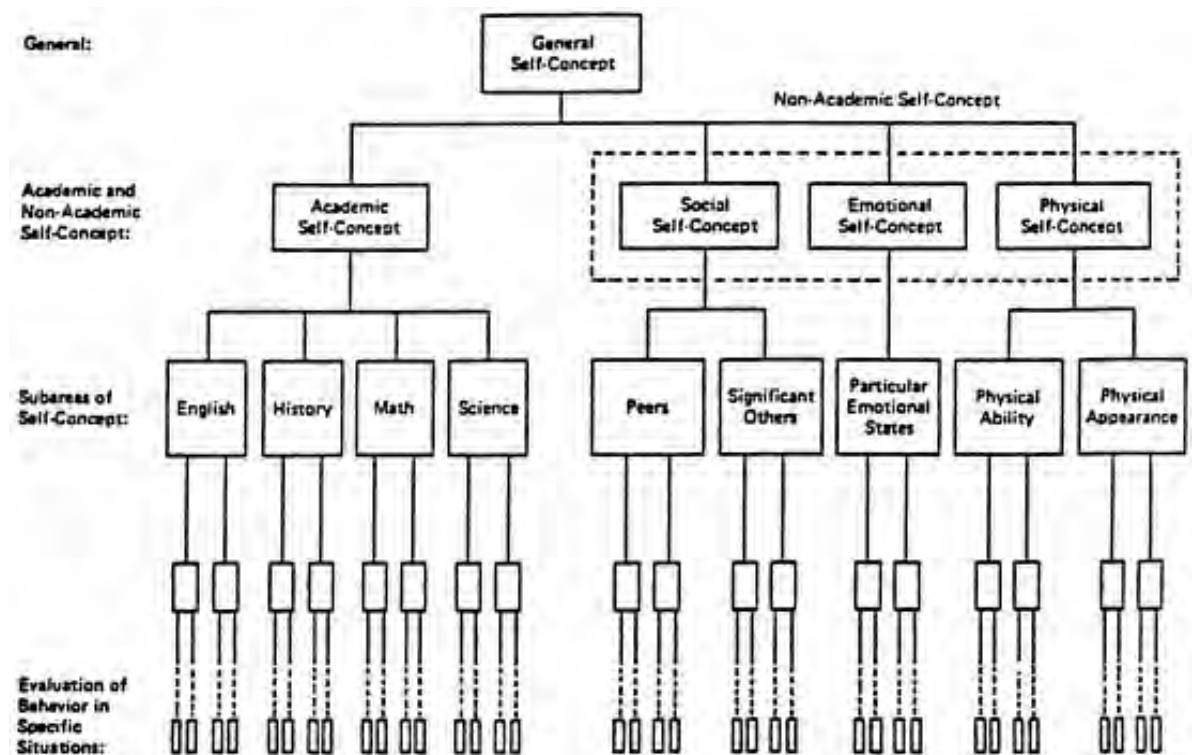 General:
General
Self-Concept
Non-Academic Self-Concept
Academic and
Non-Academic
Self-Concept:
Academic
Self-Concept
Social
Self-Concept
Emotional
Self-Concept
Physical
Self-Concept
Subareas of
Self-Concept:
English
History
Math
Science
Peers
Significant
Others
Particular
Emotional
States
Physical
Ability
Physical
Appearance
Evaluation of
Behavior in
Specific
Situations: